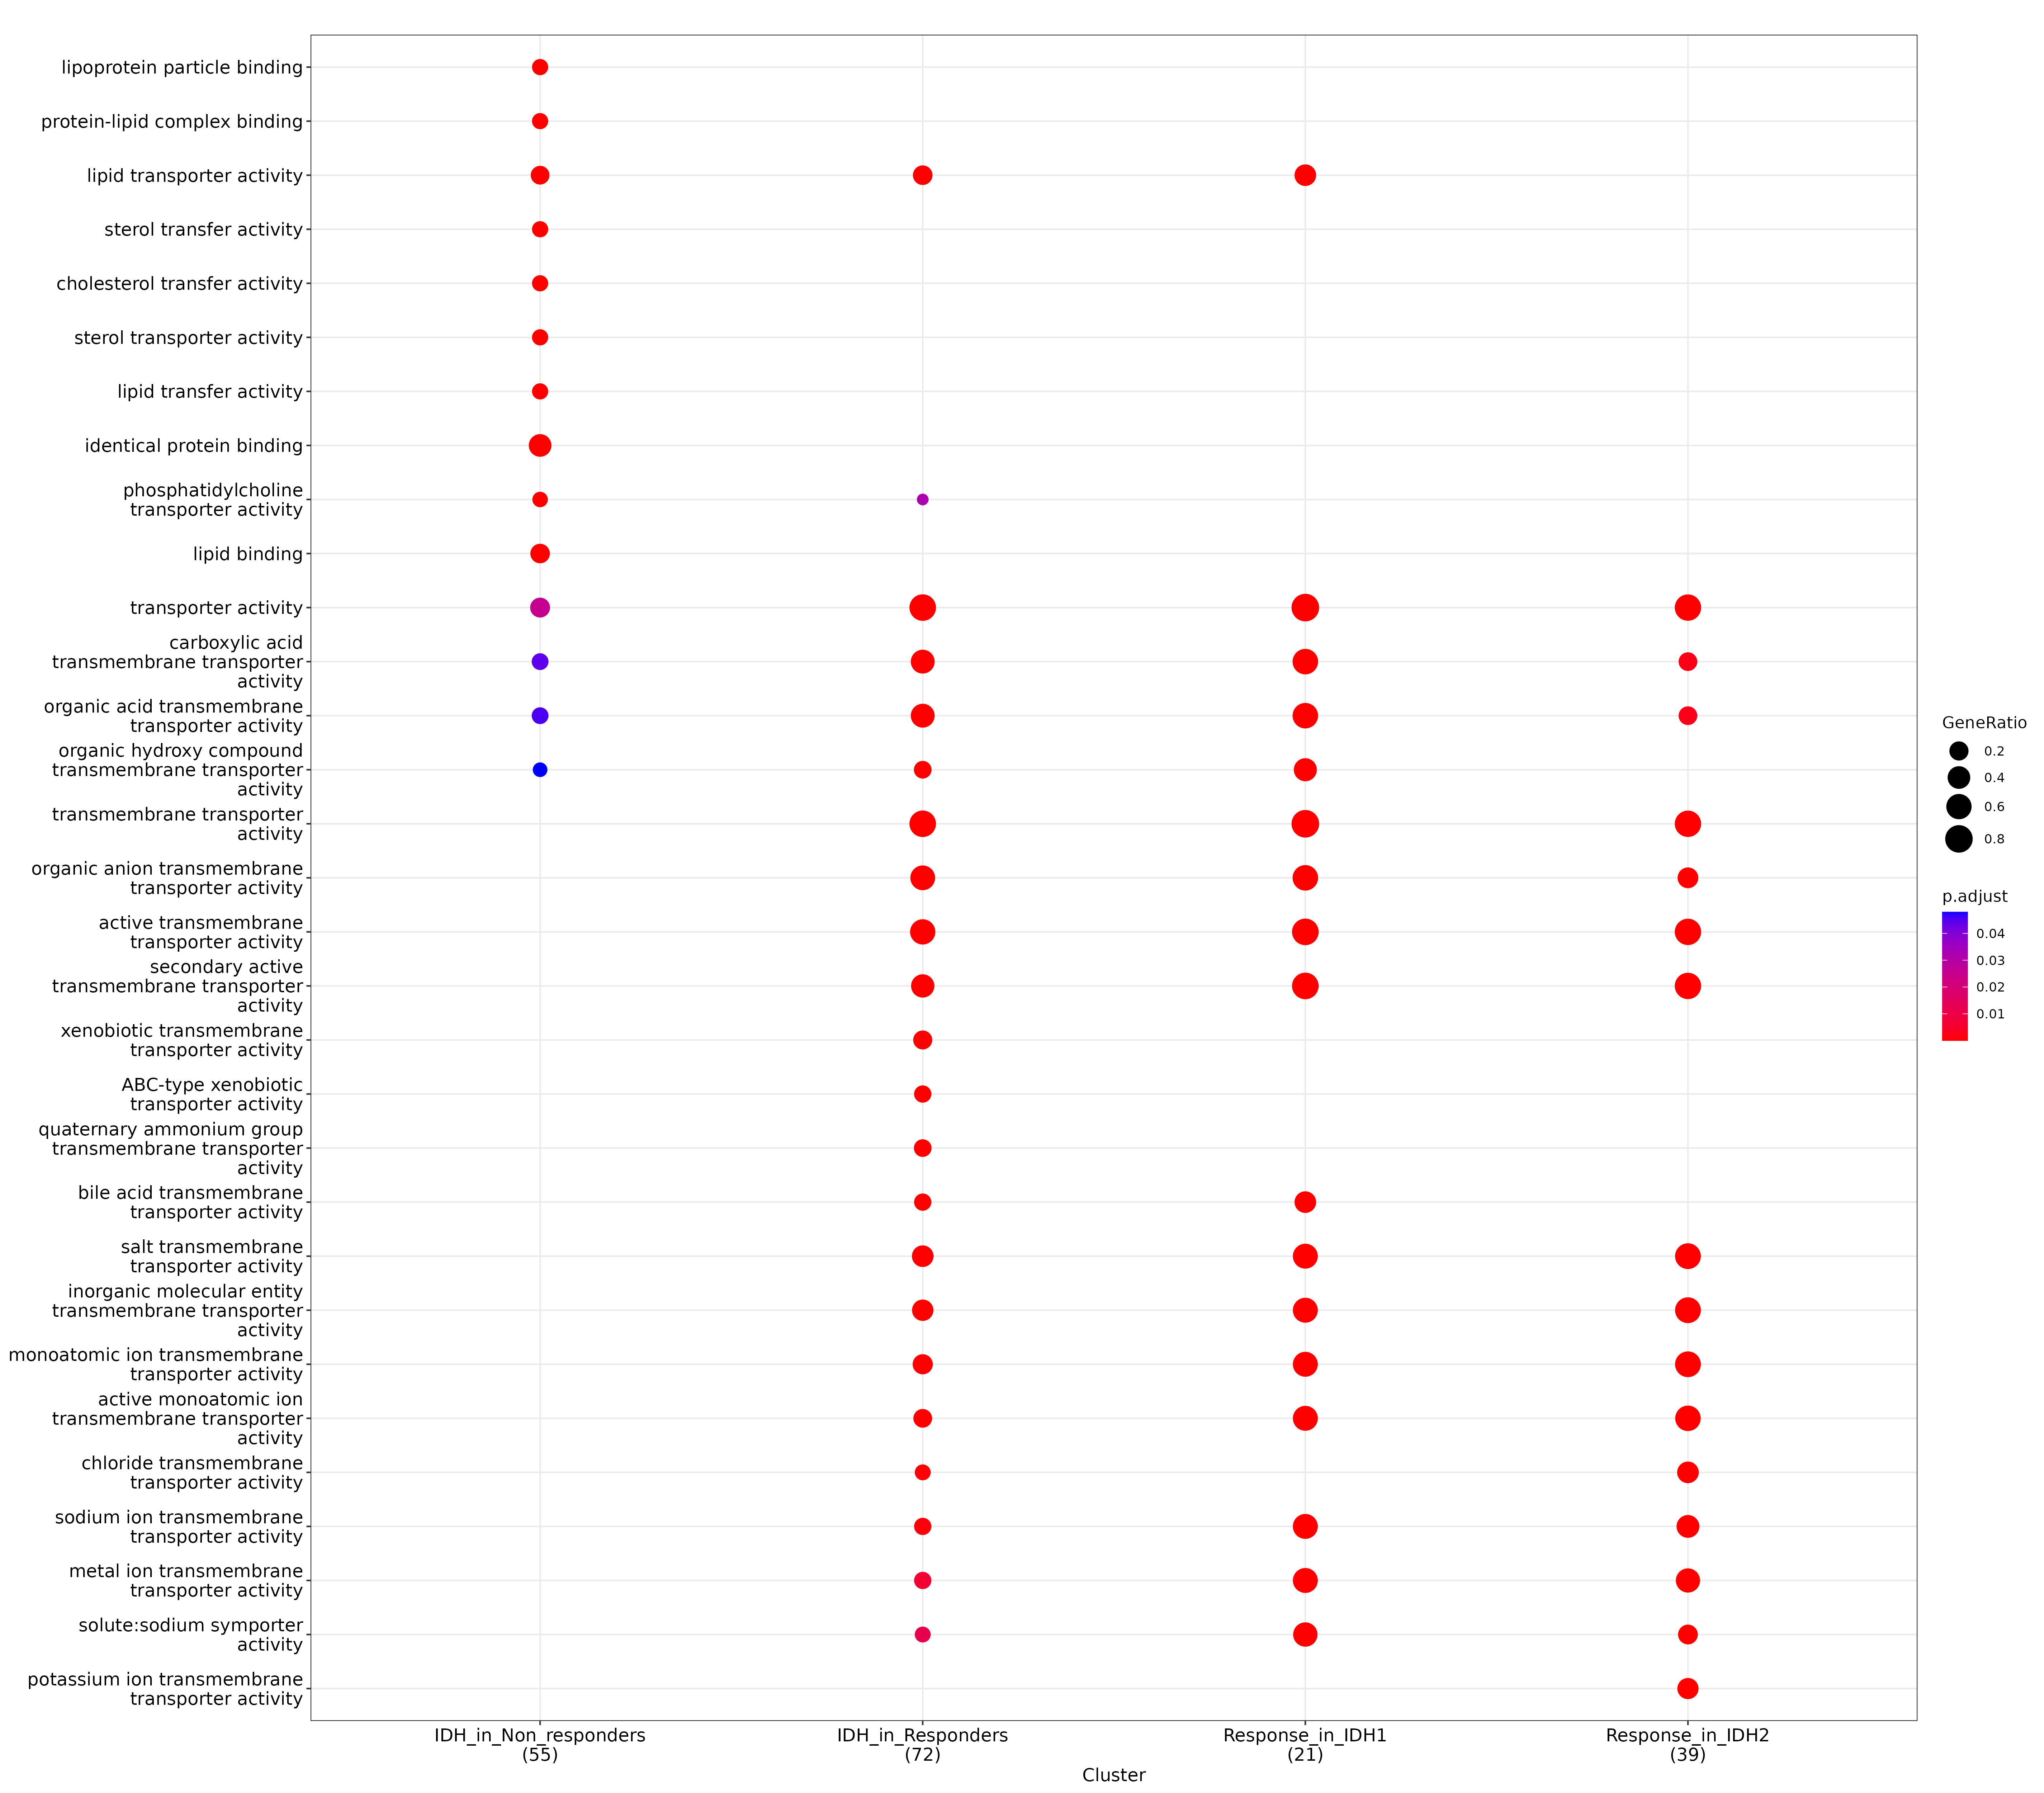 lipoprotein particle binding
protein-lipid complex binding
lipid transporter activity
sterol transfer activity
cholesterol transfer activity
sterol transporter activity
lipid transfer activity
identical protein binding
phosphatidylcholine
transporter activity
lipid binding
transporter activity
carboxylic acid
transmembrane transporter
activity
organic acid transmembrane
transporter activity
organic hydroxy compound
transmembrane transporter
activity
transmembrane transporter
activity
organic anion transmembrane
transporter activity
active transmembrane
transporter activity
secondary active
transmembrane transporter
activity
xenobiotic transmembrane
transporter activity
ABC-type xenobiotic
transporter activity
quaternary ammonium group
transmembrane transporter
activity
bile acid transmembrane
transporter activity
salt transmembrane
transporter activity
inorganic molecular entity
transmembrane transporter
activity
monoatomic ion transmembrane
transporter activity
active monoatomic ion
transmembrane transporter
activity
chloride transmembrane
transporter activity
sodium ion transmembrane
transporter activity
metal ion transmembrane
transporter activity
solute:sodium symporter
activity
potassium ion transmembrane
transporter activity
IDH_in_Non_responders
(55)
IDH_in_Responders
(72)
Response_in_IDH1
(21)
Response_in_IDH2
(39)
Cluster
GeneRatio
0.2
0.4
0.6
0.8
p.adjust
0.04
0.03
0.02
0.01